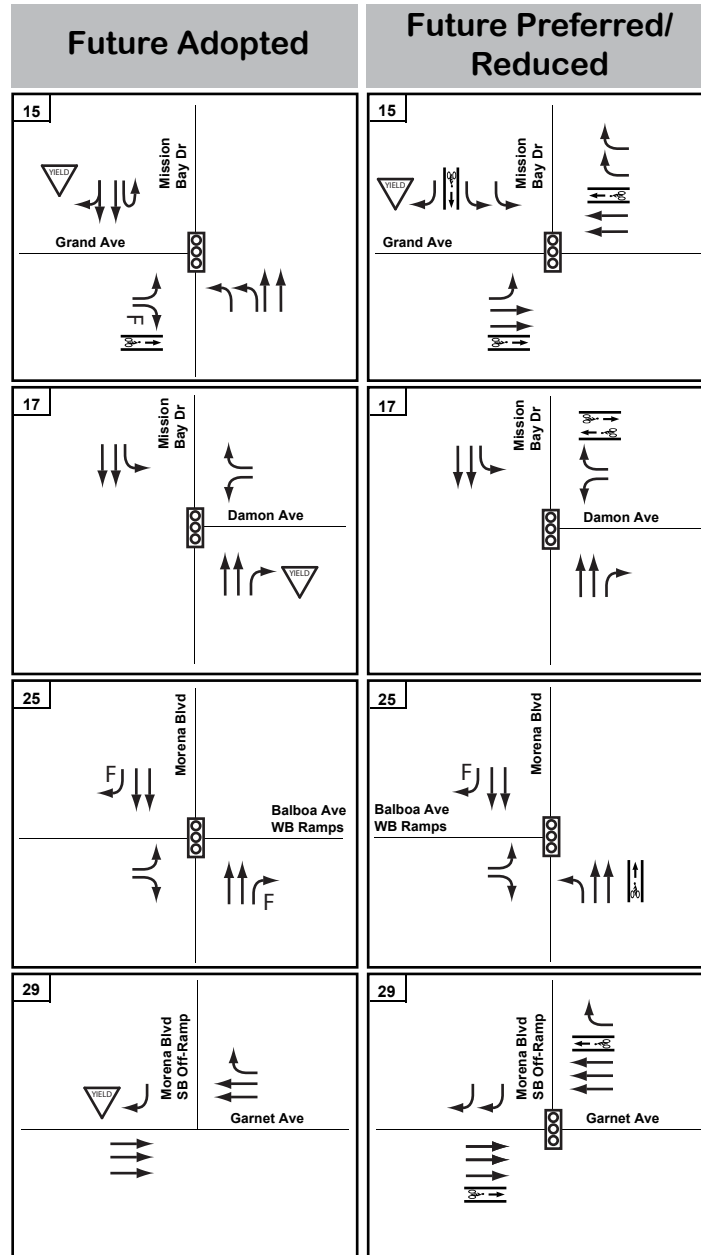 Future Adopted
Future Preferred/
Reduced
15
Mission
Bay Dr
YIELD
Grand Ave
F
15
Mission
Bay Dr
YIELD
Grand Ave
17
Mission
Bay Dr
Damon Ave
YIELD
17
Mission
Bay Dr
Damon Ave
25
Morena Blvd
F
Balboa Ave
WB Ramps
F
25
Morena Blvd
F
Balboa Ave
WB Ramps
29
Morena Blvd
SB Off-Ramp
YIELD
Garnet Ave
29
Morena Blvd
SB Off-Ramp
Garnet Ave